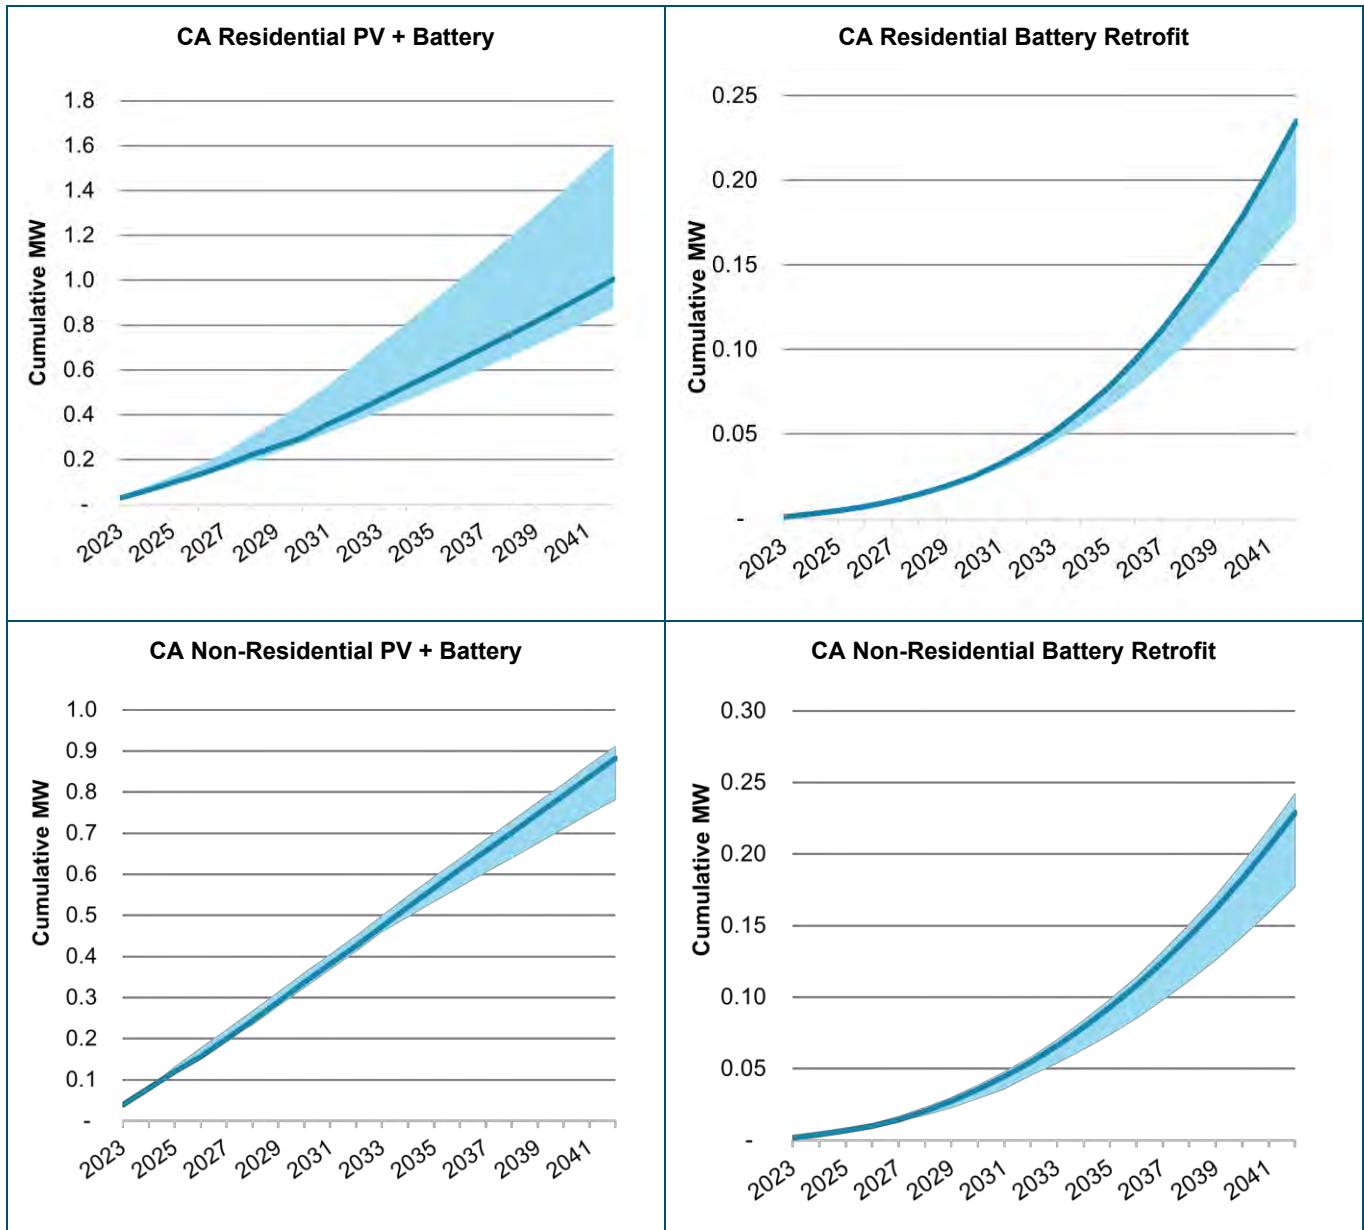 CA Residential PV + Battery
Cumulative MW
1.8
1.6
1.4
1.2
1.0
0.8
0.6
0.4
0.2
-
2023 2025 2027 2029 2031 2033 2035 2037 2039 2041
CA Residential Battery Retrofit
Cumulative MW
0.25
0.20
0.15
0.10
0.05
-
2023 2025 2027 2029 2031 2033 2035 2037 2039 2041
CA Non-Residential PV + Battery
Cumulative MW
1.0
0.9
0.8
0.7
0.6
0.5
0.4
0.3
0.2
0.1
-
2023 2025 2027 2029 2031 2033 2035 2037 2039 2041
CA Non-Residential Battery Retrofit
Cumulative MW
0.30
0.25
0.20
0.15
0.10
0.05
-
2023 2025 2027 2029 2031 2033 2035 2037 2039 2041